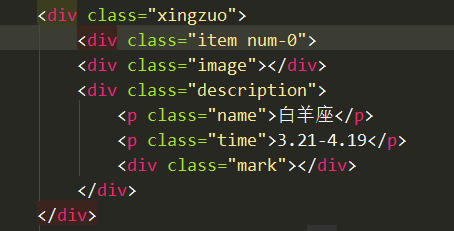 <div class="xingzuo">
<div class="item num-0">
<div class="image"></div>
<div class="description">
<p class="name">白羊座</p>
<p class="time">3.21-4.19</p>
<div class="mark"></div>
</div>
</div>